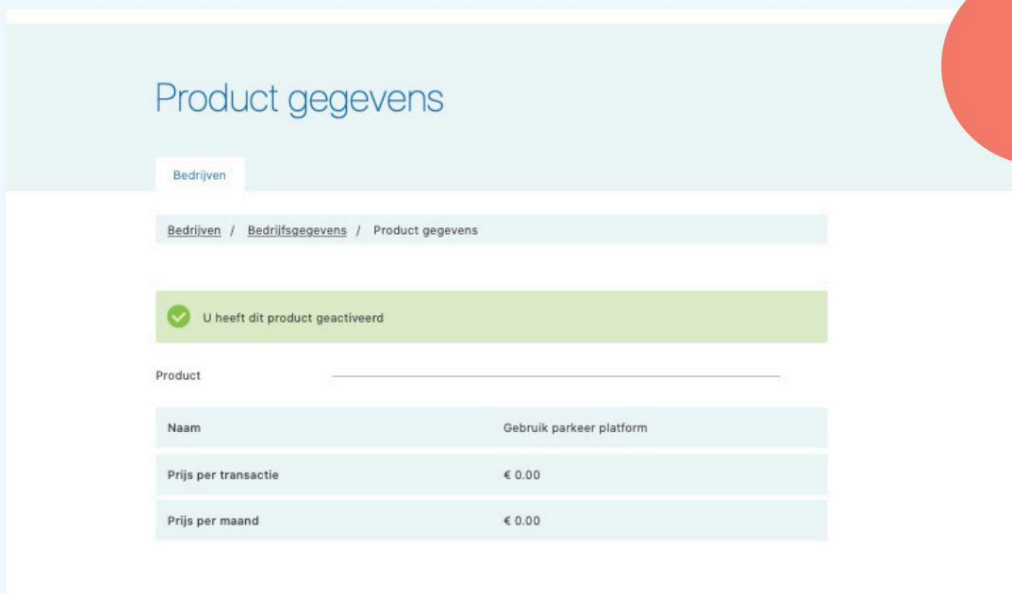 Product gegevens
Bedrijven
Bedrijven / Bedrijfsgegevens / Product gegevens
U heeft dit product geactiveerd
Product
Naam Gebruik parkeer platform
Prijs per transactie € 0.00
Prijs per maand € 0.00